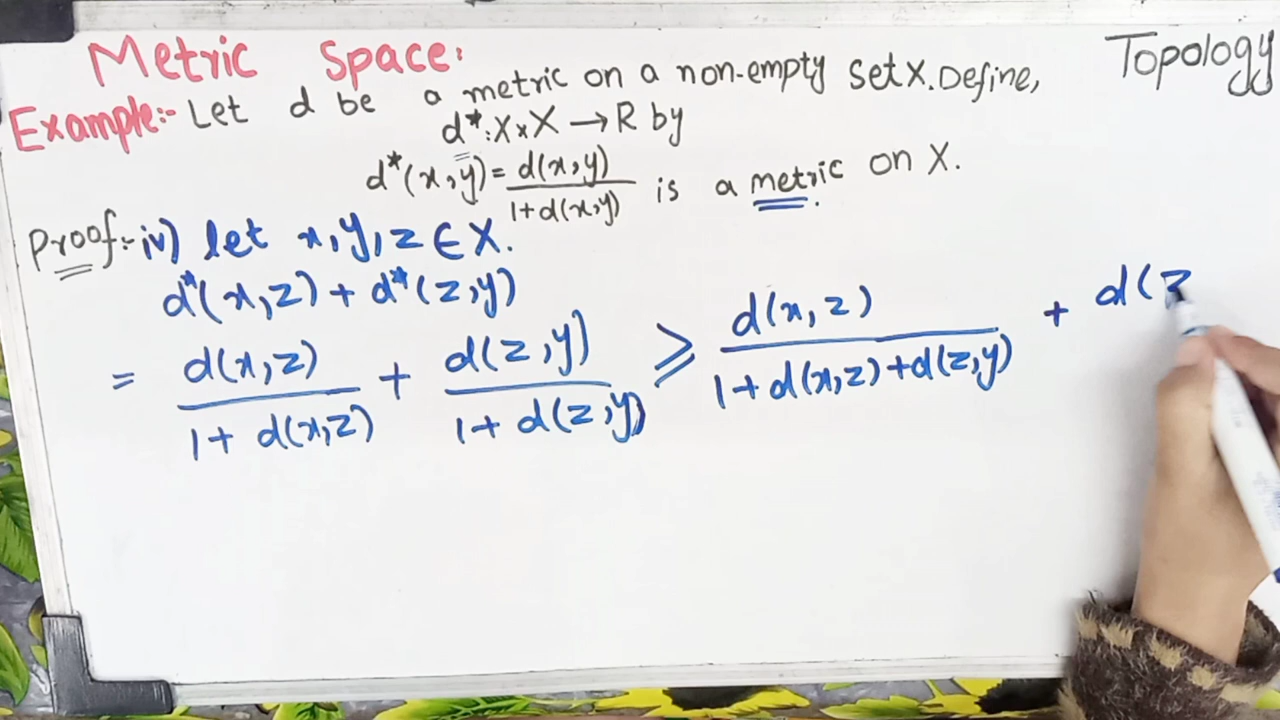 Metric Space:
Topology
Example:- Let d be a metric on a non-empty set X. Define,
d*: X×X → R by
d*(x,y) = d(x,y) / 1+d(x,y) is a metric on X.
Proof:- iv) let x,y,z ∈ X.
d*(x,z) + d*(z,y)
= d(x,z) / 1+ d(x,z) + d(z,y) / 1+ d(z,y) ≥ d(x,z) / 1+d(x,z)+d(z,y) + d(z